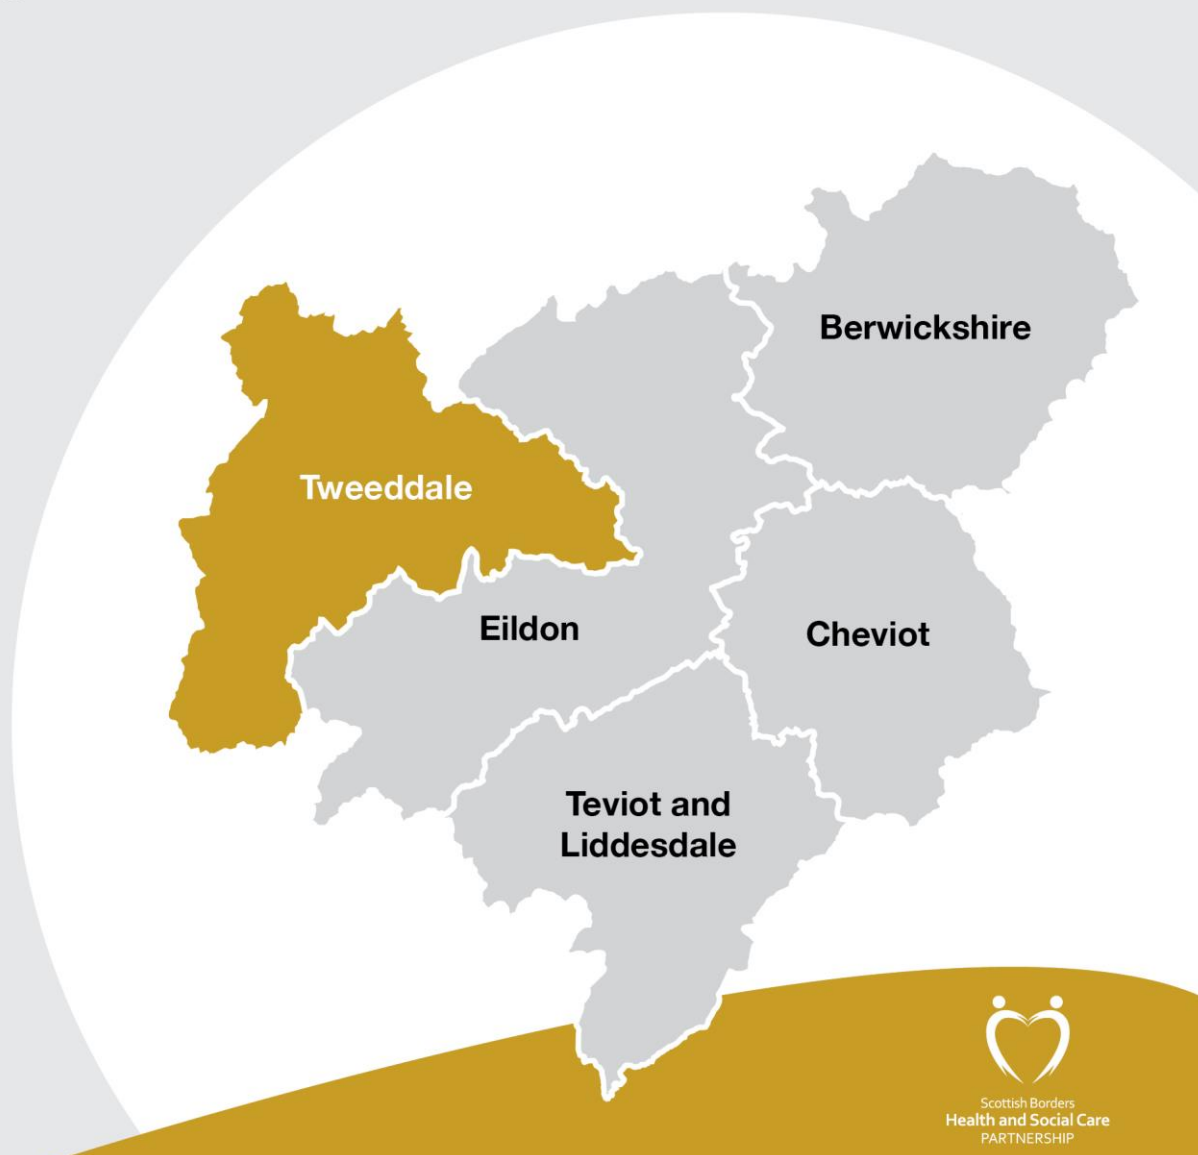 Berwickshire
Tweeddale
Eildon
Cheviot
Teviot and
Liddesdale
Scottish Borders
Health and Social Care
PARTNERSHIP